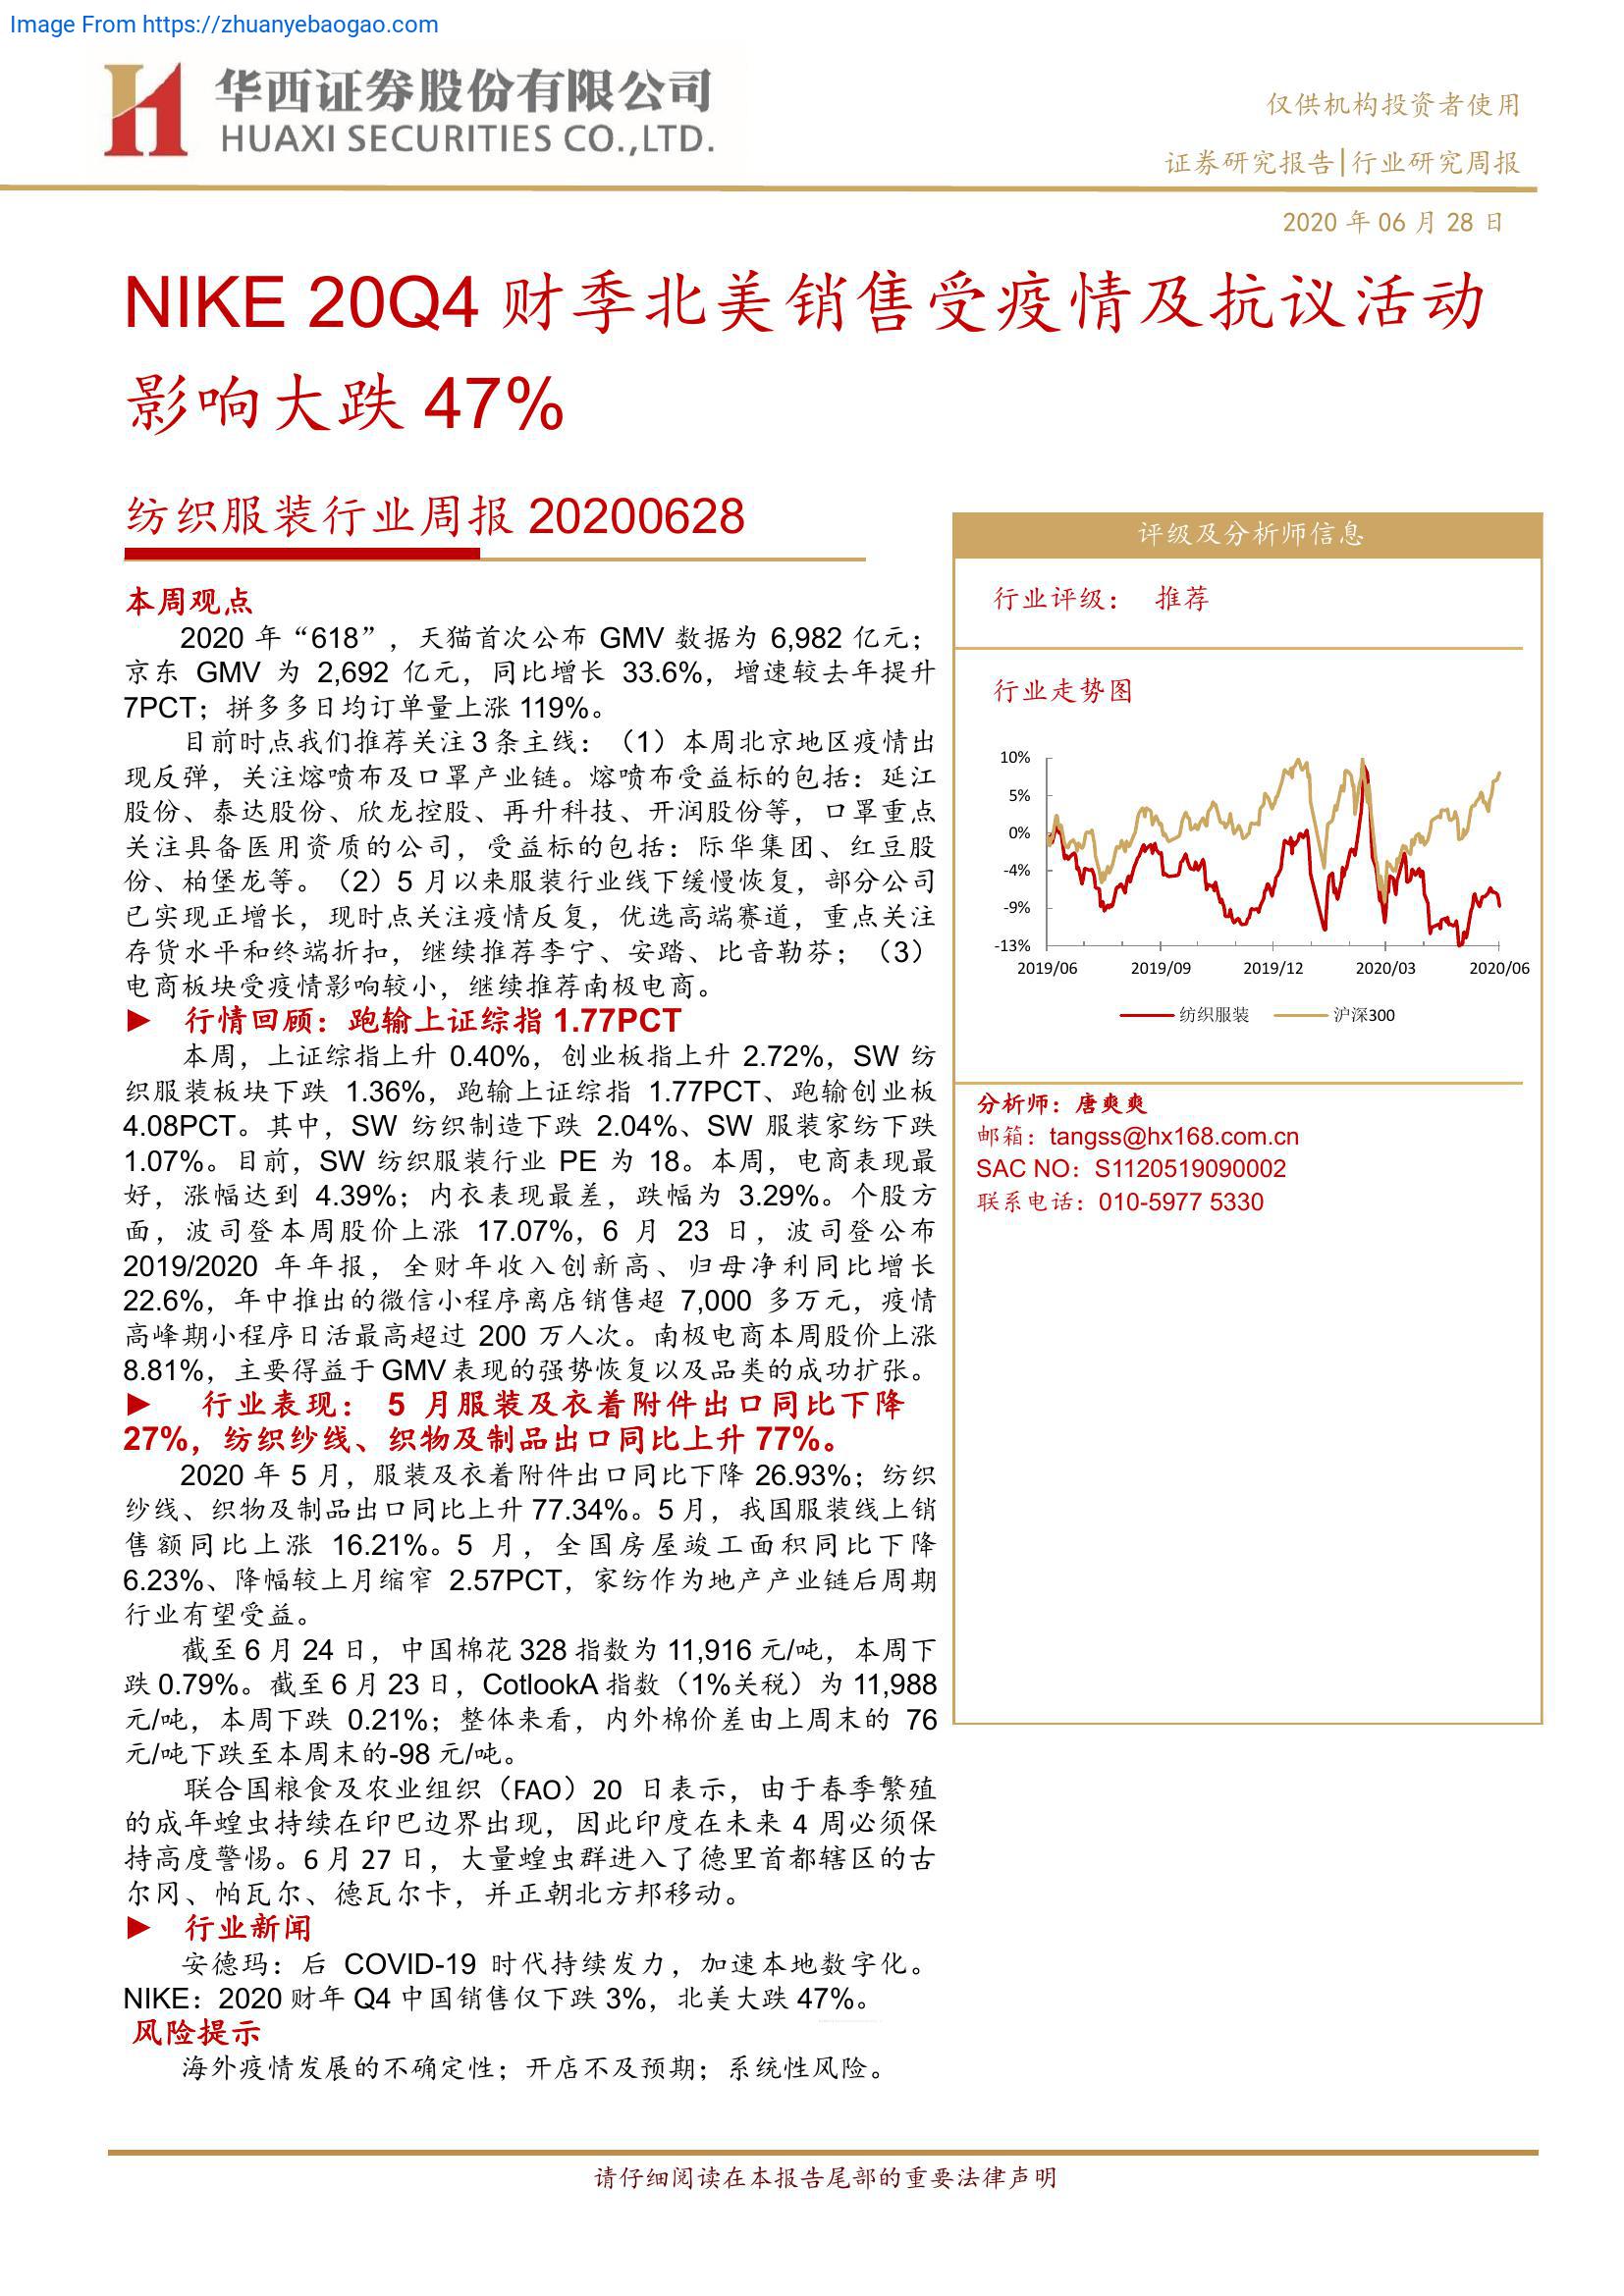 Image From https://zhuanyebaogao.com
华西证券股份有限公司
HUAXI SECURITIES CO.,LTD.
仅供机构投资者使用
证券研究报告|行业研究周报
2020 年 06 月 28 日
NIKE 20Q4 财季北美销售受疫情及抗议活动
影响大跌 47%
纺织服装行业周报 20200628
本周观点
2020 年“618”，天猫首次公布 GMV 数据为 6,982 亿元；
京东 GMV 为 2,692 亿元，同比增长 33.6%，增速较去年提升
7PCT；拼多多日均订单量上涨 119%。
目前时点我们推荐关注 3 条主线：（1）本周北京地区疫情出
现反弹，关注熔喷布及口罩产业链。熔喷布受益标的包括：延江
股份、泰达股份、欣龙控股、再升科技、开润股份等，口罩重点
关注具备医用资质的公司，受益标的包括：际华集团、红豆股
份、柏堡龙等。（2）5 月以来服装行业线下缓慢恢复，部分公司
已实现正增长，现时点关注疫情反复，优选高端赛道，重点关注
存货水平和终端折扣，继续推荐李宁、安踏、比音勒芬；（3）
电商板块受疫情影响较小，继续推荐南极电商。
► 行情回顾：跑输上证综指 1.77PCT
本周，上证综指上升 0.40%，创业板指上升 2.72%，SW 纺
织服装板块下跌 1.36%，跑输上证综指 1.77PCT、跑输创业板
4.08PCT。其中，SW 纺织制造下跌 2.04%、SW 服装家纺下跌
1.07%。目前，SW 纺织服装行业 PE 为 18。本周，电商表现最
好，涨幅达到 4.39%；内衣表现最差，跌幅为 3.29%。个股方
面，波司登本周股价上涨 17.07%，6 月 23 日，波司登公布
2019/2020 年年报，全财年收入创新高、归母净利同比增长
22.6%，年中推出的微信小程序离店销售超 7,000 多万元，疫情
高峰期小程序日活最高超过 200 万人次。南极电商本周股价上涨
8.81%，主要得益于 GMV 表现的强势恢复以及品类的成功扩张。
► 行业表现： 5 月服装及衣着附件出口同比下降
27%，纺织纱线、织物及制品出口同比上升 77%。
2020 年 5 月，服装及衣着附件出口同比下降 26.93%；纺织
纱线、织物及制品出口同比上升 77.34%。5 月，我国服装线上销
售额同比上涨 16.21%。5 月，全国房屋竣工面积同比下降
6.23%、降幅较上月缩窄 2.57PCT，家纺作为地产产业链后周期
行业有望受益。
截至 6 月 24 日，中国棉花 328 指数为 11,916 元/吨，本周下
跌 0.79%。截至 6 月 23 日，CotlookA 指数（1%关税）为 11,988
元/吨，本周下跌 0.21%；整体来看，内外棉价差由上周末的 76
元/吨下跌至本周末的-98 元/吨。
联合国粮食及农业组织（FAO）20 日表示，由于春季繁殖
的成年蝗虫持续在印巴边界出现，因此印度在未来 4 周必须保
持高度警惕。6 月 27 日，大量蝗虫群进入了德里首都辖区的古
尔冈、帕瓦尔、德瓦尔卡，并正朝北方邦移动。
► 行业新闻
安德玛：后 COVID-19 时代持续发力，加速本地数字化。
NIKE：2020 财年 Q4 中国销售仅下跌 3%，北美大跌 47%。
风险提示
海外疫情发展的不确定性；开店不及预期；系统性风险。
评级及分析师信息
行业评级： 推荐
行业走势图
10%
5%
0%
-4%
-9%
-13%
2019/06 2019/09 2019/12 2020/03 2020/06
纺织服装 沪深300
分析师：唐爽爽
邮箱：tangss@hx168.com.cn
SAC NO：S1120519090002
联系电话：010-5977 5330
请仔细阅读在本报告尾部的重要法律声明